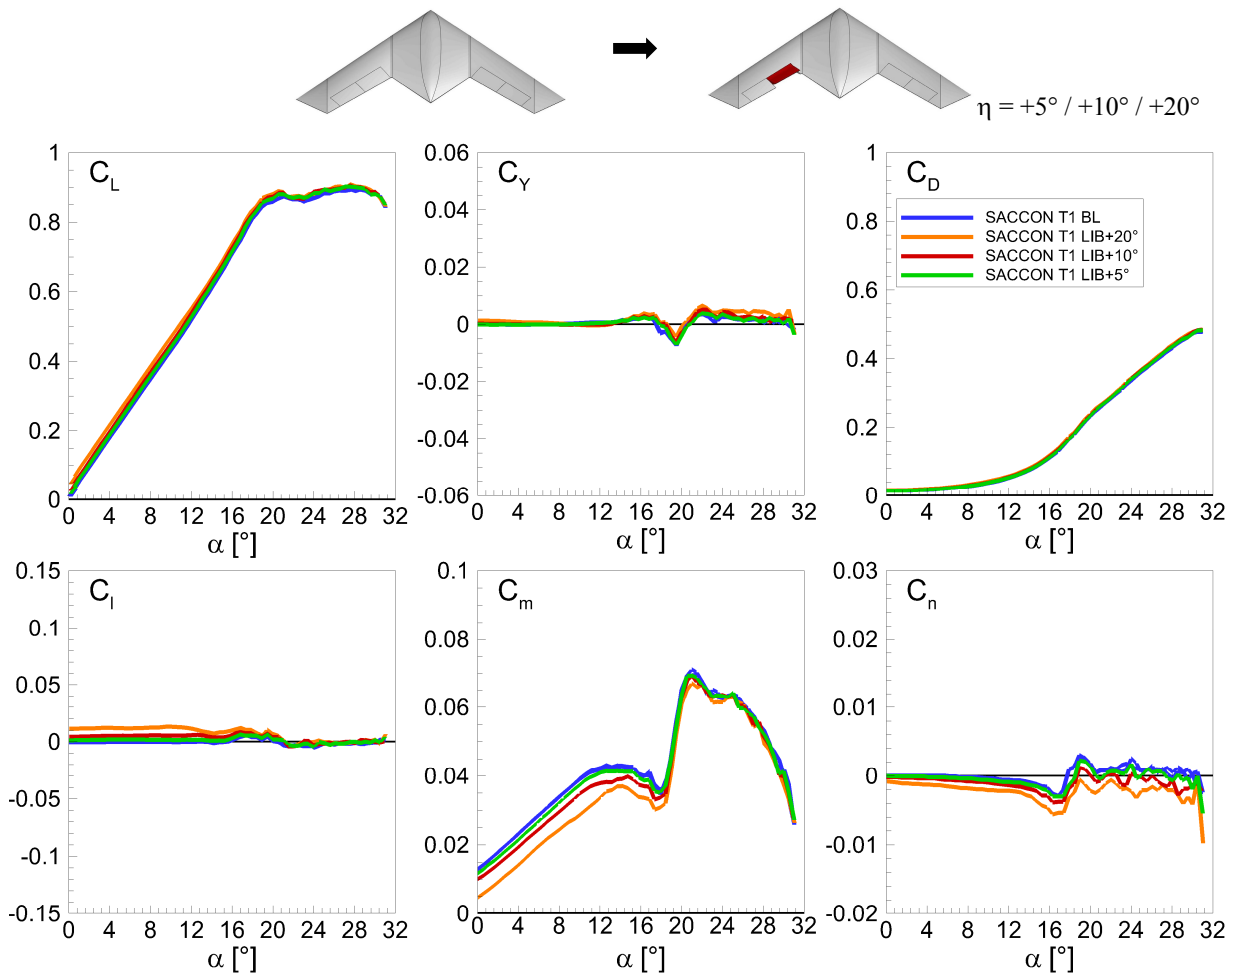 η = +5° / +10° / +20°
C_L
1
0.8
0.6
0.4
0.2
0
0 4 8 12 16 20 24 28 32
α [°]
C_Y
0.06
0.04
0.02
0
-0.02
-0.04
-0.06
0 4 8 12 16 20 24 28 32
α [°]
C_D
1
0.8
0.6
0.4
0.2
0
SACCON T1 BL
SACCON T1 LIB+20°
SACCON T1 LIB+10°
SACCON T1 LIB+5°
0 4 8 12 16 20 24 28 32
α [°]
C_l
0.15
0.1
0.05
0
-0.05
-0.1
-0.15
0 4 8 12 16 20 24 28 32
α [°]
C_m
0.1
0.08
0.06
0.04
0.02
0
0 4 8 12 16 20 24 28 32
α [°]
C_n
0.03
0.02
0.01
0
-0.01
-0.02
0 4 8 12 16 20 24 28 32
α [°]